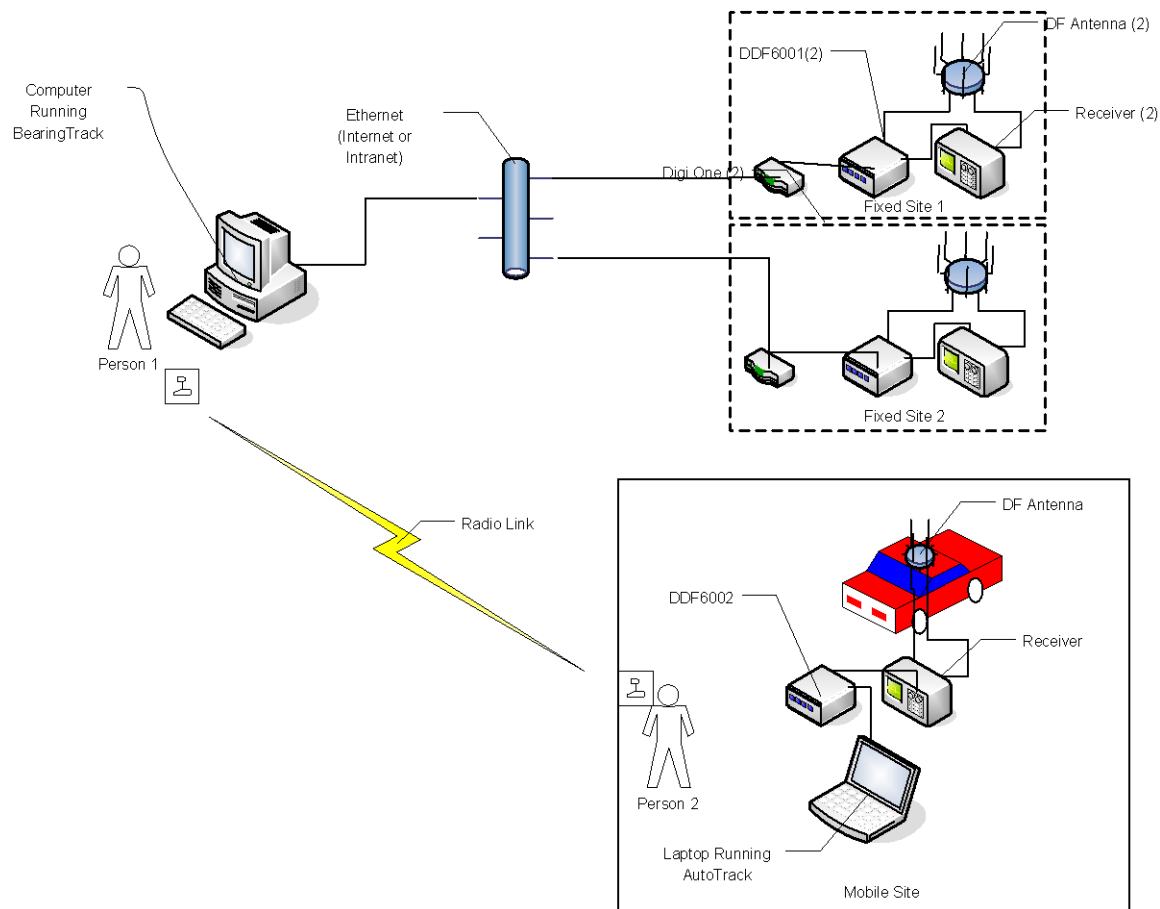 DF Antenna (2)
DDF6001(2)
Computer
Running
BearingTrack
Ethernet
(Internet or
Intranet)
Receiver (2)
Digi One (2)
Fixed Site 1
Person 1
Fixed Site 2
Radio Link
DF Antenna
DDF6002
Receiver
Person 2
Laptop Running
AutoTrack
Mobile Site